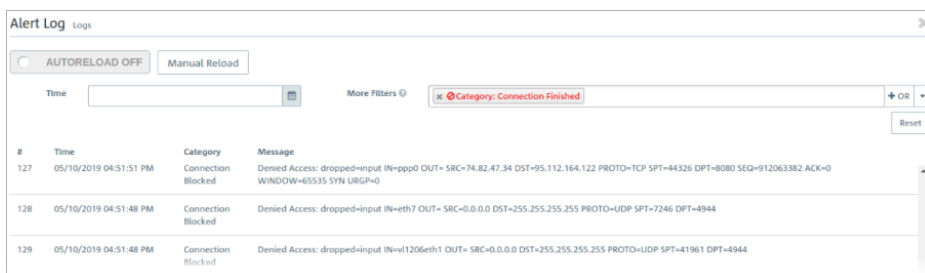 Alert Log Logs
AUTORELOAD OFF Manual Reload
Time More Filters Category: Connection Finished + OR
Reset
# Time Category Message
127 05/10/2019 04:51:51 PM Connection Denied Access: dropped=input IN=ppp0 OUT= SRC=74.82.47.34 DST=95.112.164.122 PROTO=TCP SPT=44326 DPT=8080 SEQ=912063382 ACK=0
Blocked WINDOW=65535 SYN URGP=0
128 05/10/2019 04:51:48 PM Connection Denied Access: dropped=input IN=eth7 OUT= SRC=0.0.0.0 DST=255.255.255.255 PROTO=UDP SPT=7246 DPT=4944
Blocked
129 05/10/2019 04:51:48 PM Connection Denied Access: dropped=input IN=vl1206eth1 OUT= SRC=0.0.0.0 DST=255.255.255.255 PROTO=UDP SPT=41961 DPT=4944
Blocked